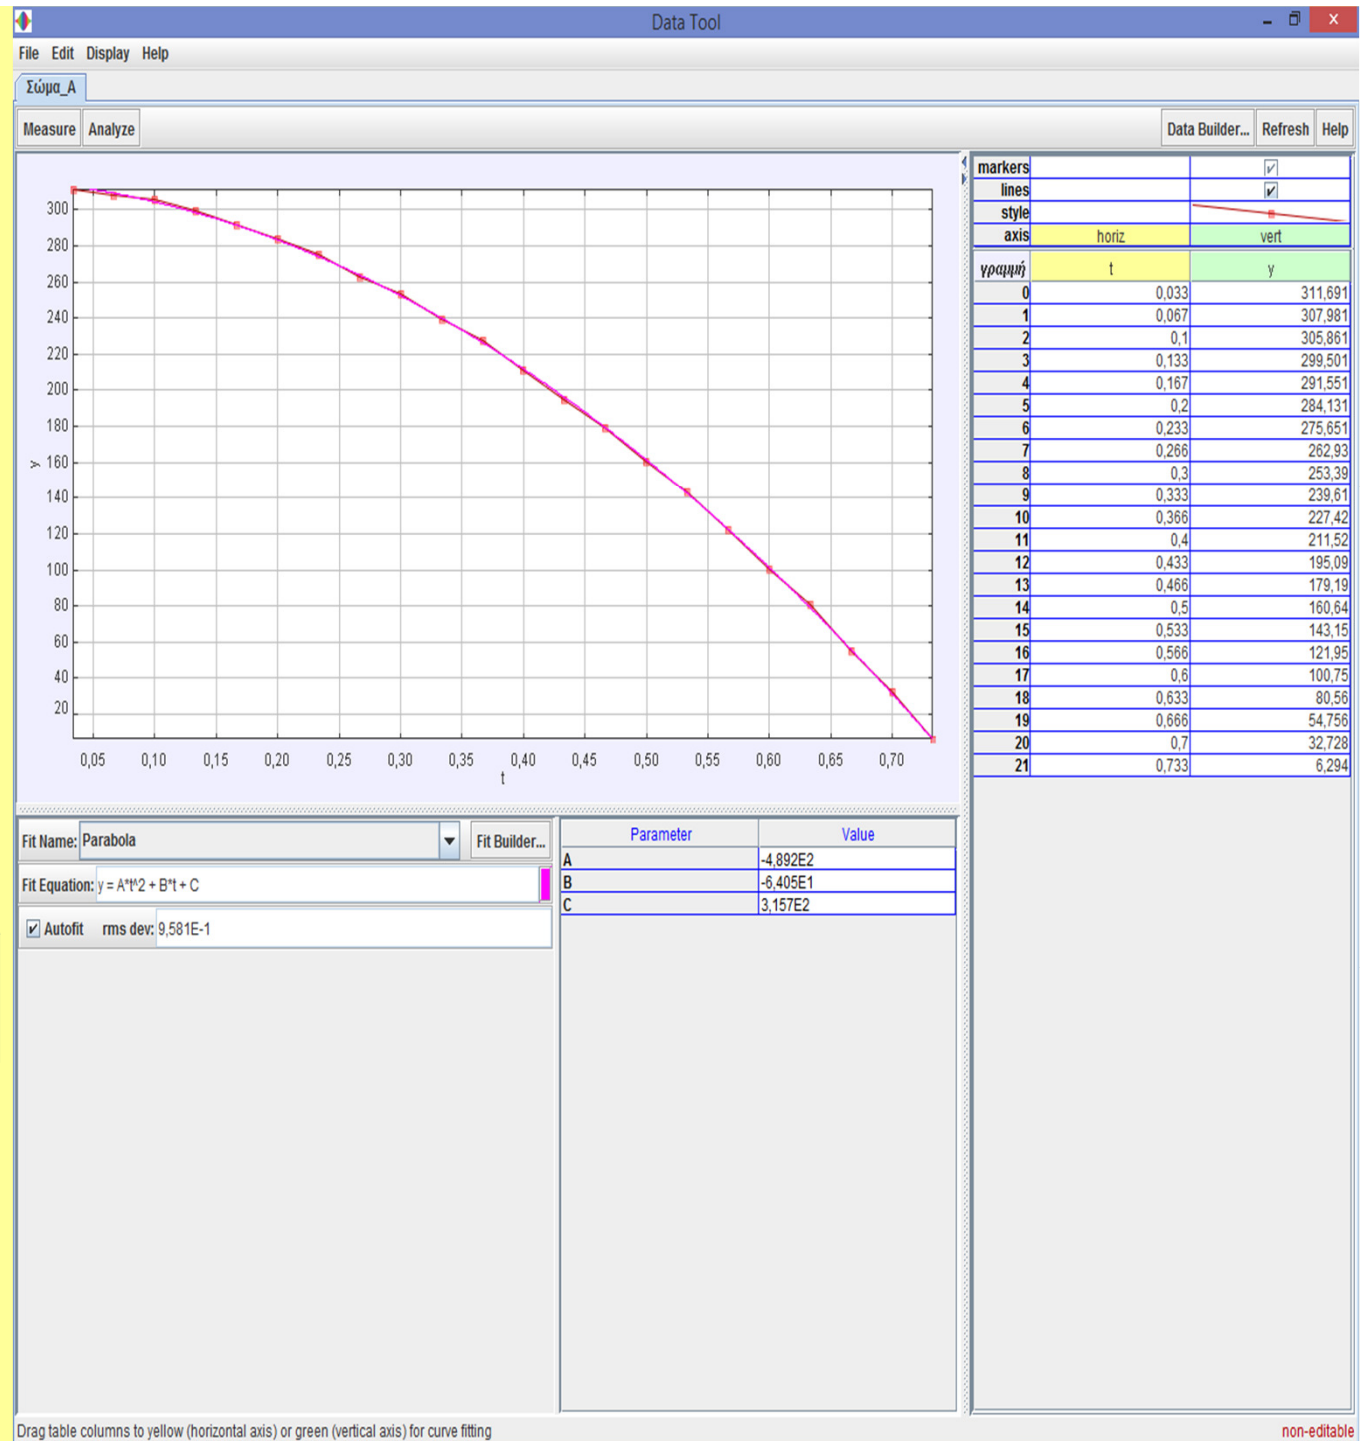 Data Tool
File Edit Display Help
Σώμα_Α
Measure Analyze Data Builder... Refresh Help
300
280
260
240
220
200
180
160
140
120
100
80
60
40
20
y
0,05 0,10 0,15 0,20 0,25 0,30 0,35 0,40 0,45 0,50 0,55 0,60 0,65 0,70
t
markers
lines
style
axis horiz vert
γραμμή t y
0 0,033 311,691
1 0,067 307,981
2 0,1 305,861
3 0,133 299,501
4 0,167 291,551
5 0,2 284,131
6 0,233 275,651
7 0,266 262,93
8 0,3 253,39
9 0,333 239,61
10 0,366 227,42
11 0,4 211,52
12 0,433 195,09
13 0,466 179,19
14 0,5 160,64
15 0,533 143,15
16 0,566 121,95
17 0,6 100,75
18 0,633 80,56
19 0,666 54,756
20 0,7 32,728
21 0,733 6,294
Fit Name: Parabola Fit Builder...
Fit Equation: y = A*t^2 + B*t + C
Autofit rms dev: 9,581E-1
Parameter Value
A -4,892E2
B -6,405E1
C 3,157E2
Drag table columns to yellow (horizontal axis) or green (vertical axis) for curve fitting non-editable